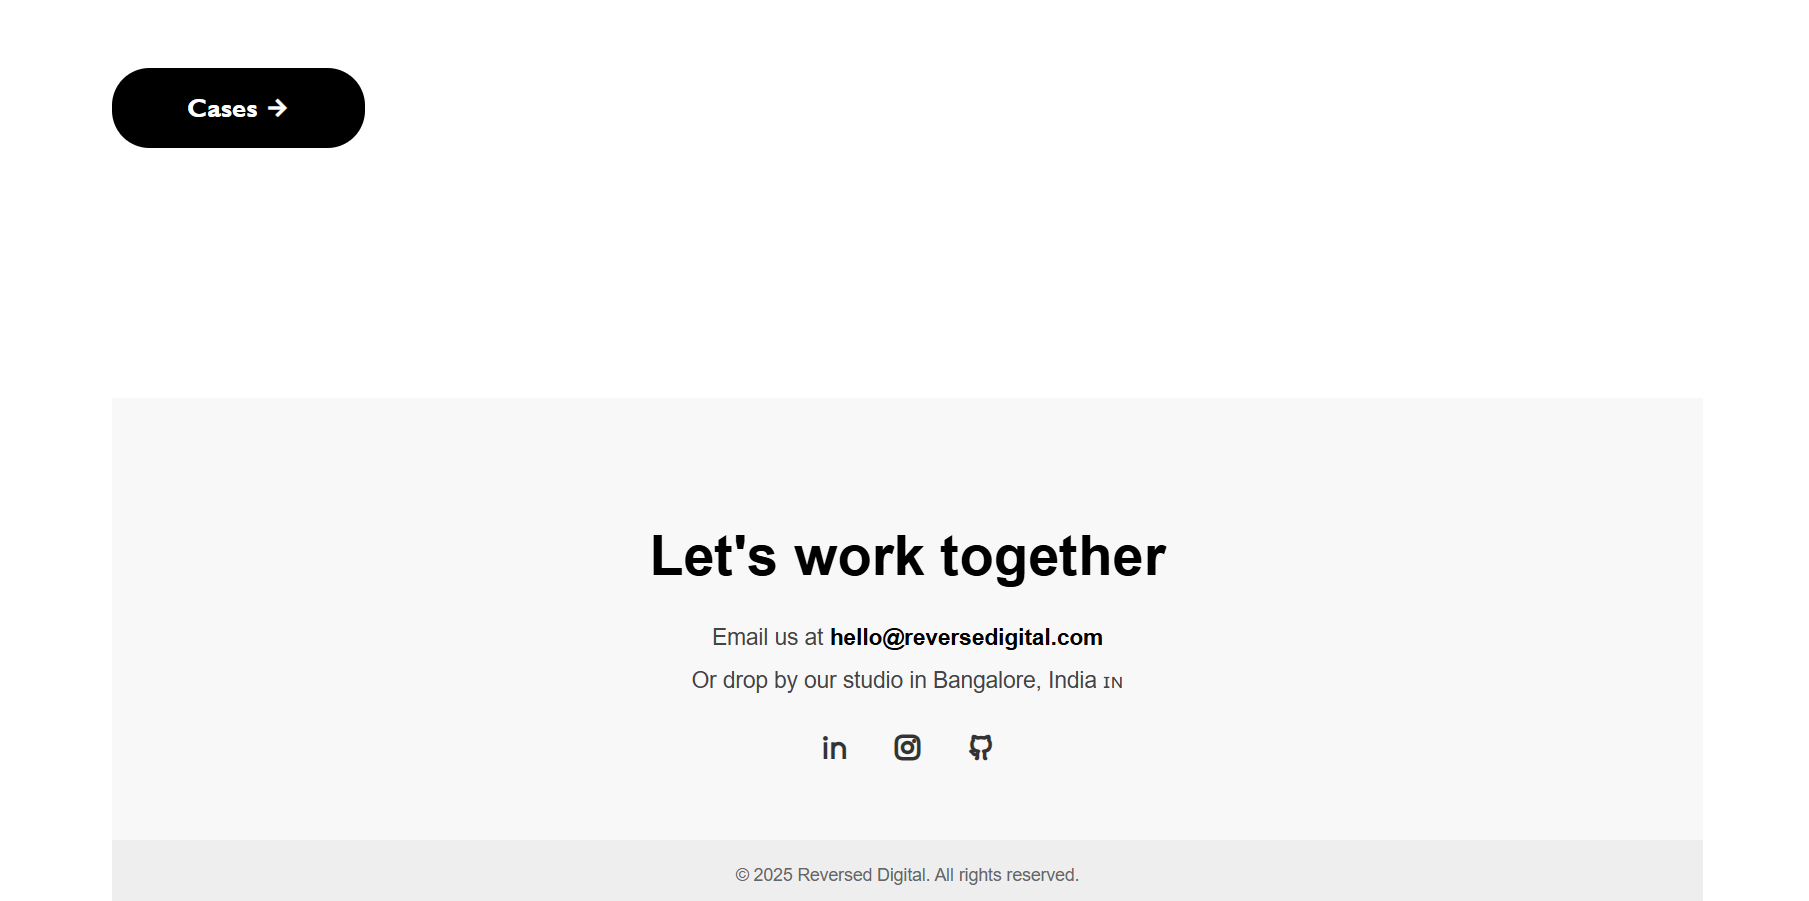 Cases →
Let's work together
Email us at hello@reversedigital.com
Or drop by our studio in Bangalore, India IN
in
© 2025 Reversed Digital. All rights reserved.